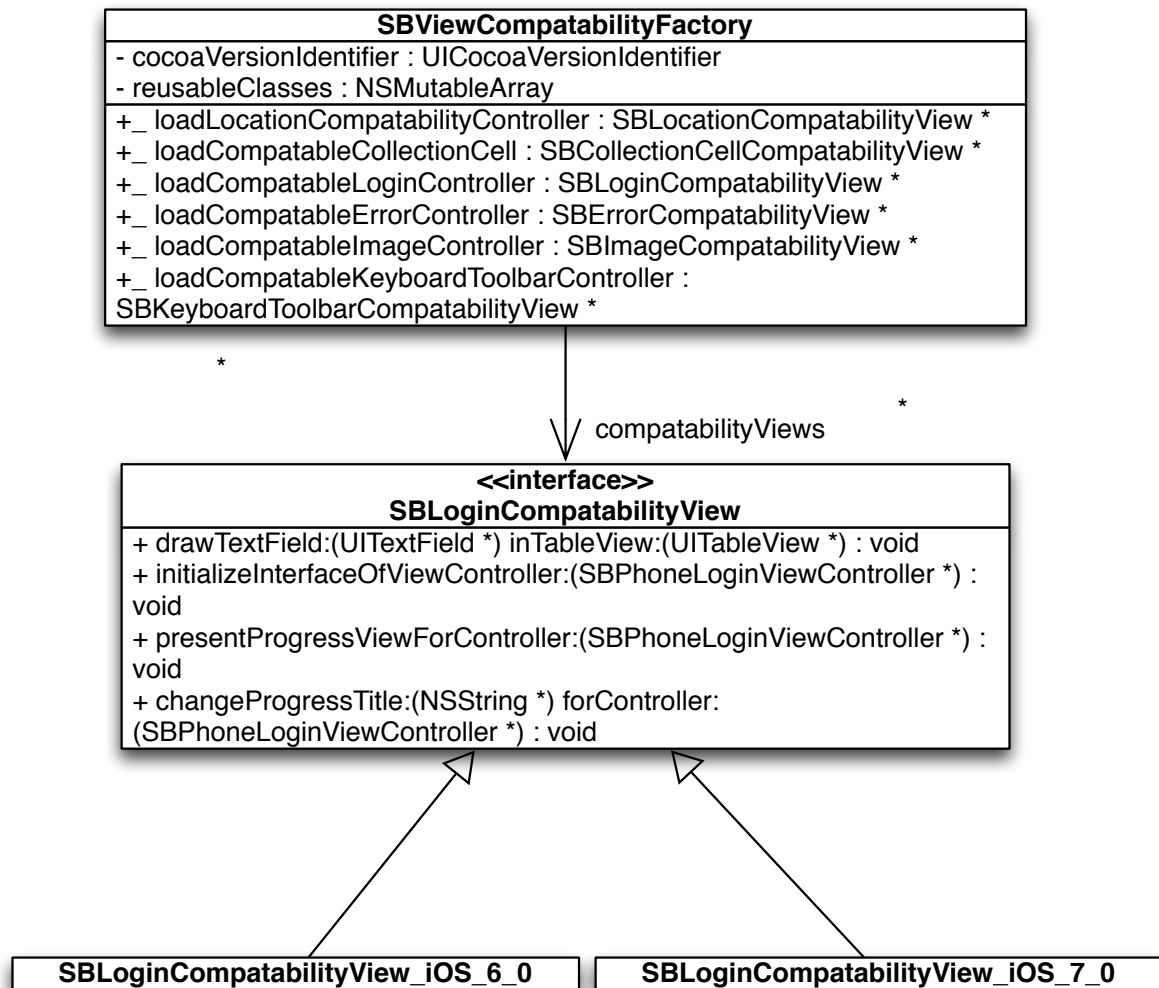 SBViewCompatabilityFactory
- cocoaVersionIdentifier : UICocoaVersionIdentifier
- reusableClasses : NSMutableArray
+_ loadLocationCompatabilityController : SBLocationCompatabilityView *
+_ loadCompatableCollectionCell : SBCollectionCellCompatabilityView *
+_ loadCompatableLoginController : SBLoginCompatabilityView *
+_ loadCompatableErrorController : SBErrorCompatabilityView *
+_ loadCompatableImageController : SBImageCompatabilityView *
+_ loadCompatableKeyboardToolbarController :
SBKeyboardToolbarCompatabilityView *
*
*
compatabilityViews
<<interface>>
SBLoginCompatabilityView
+ drawTextField:(UITextField *) inTableView:(UITableView *) : void
+ initializeInterfaceOfViewController:(SBPhoneLoginViewController *) :
void
+ presentProgressViewForController:(SBPhoneLoginViewController *) :
void
+ changeProgressTitle:(NSString *) forController:
(SBPhoneLoginViewController *) : void
SBLoginCompatabilityView_iOS_6_0
SBLoginCompatabilityView_iOS_7_0